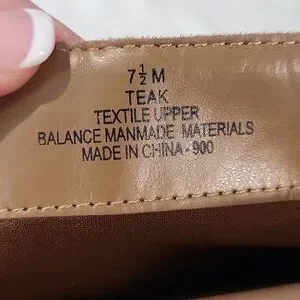 7½ M
TEAK
TEXTILE UPPER
BALANCE MANMADE MATERIALS
MADE IN CHINA - 900